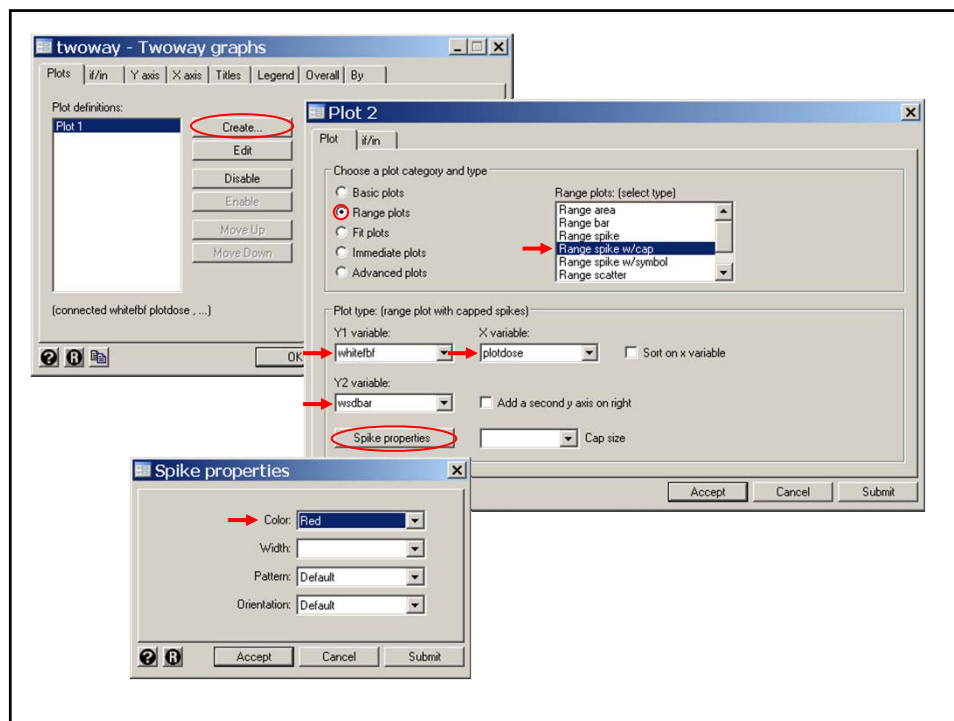 twoway - Twoway graphs
Plots if/in Y axis X axis Titles Legend Overall By
Plot definitions:
Plot 1
Create...
Edit
Disable
Enable
Move Up
Move Down
(connected whitefbf plotdose , ...)
OK
Plot 2
Plot if/in
Choose a plot category and type
Basic plots
Range plots
Fit plots
Immediate plots
Advanced plots
Range plots: (select type)
Range area
Range bar
Range spike
Range spike w/cap
Range spike w/symbol
Range scatter
Plot type: (range plot with capped spikes)
Y1 variable: X variable:
whitefbf plotdose Sort on x variable
Y2 variable:
wsdbar Add a second y axis on right
Spike properties Cap size
Accept Cancel Submit
Spike properties
Color: Red
Width:
Pattern: Default
Orientation: Default
Accept Cancel Submit